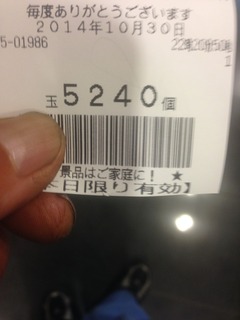 毎度ありがとうございます
2014年10月30日
5-01986
1
玉5240個
景品はご家庭に! ★
本日限り有効】